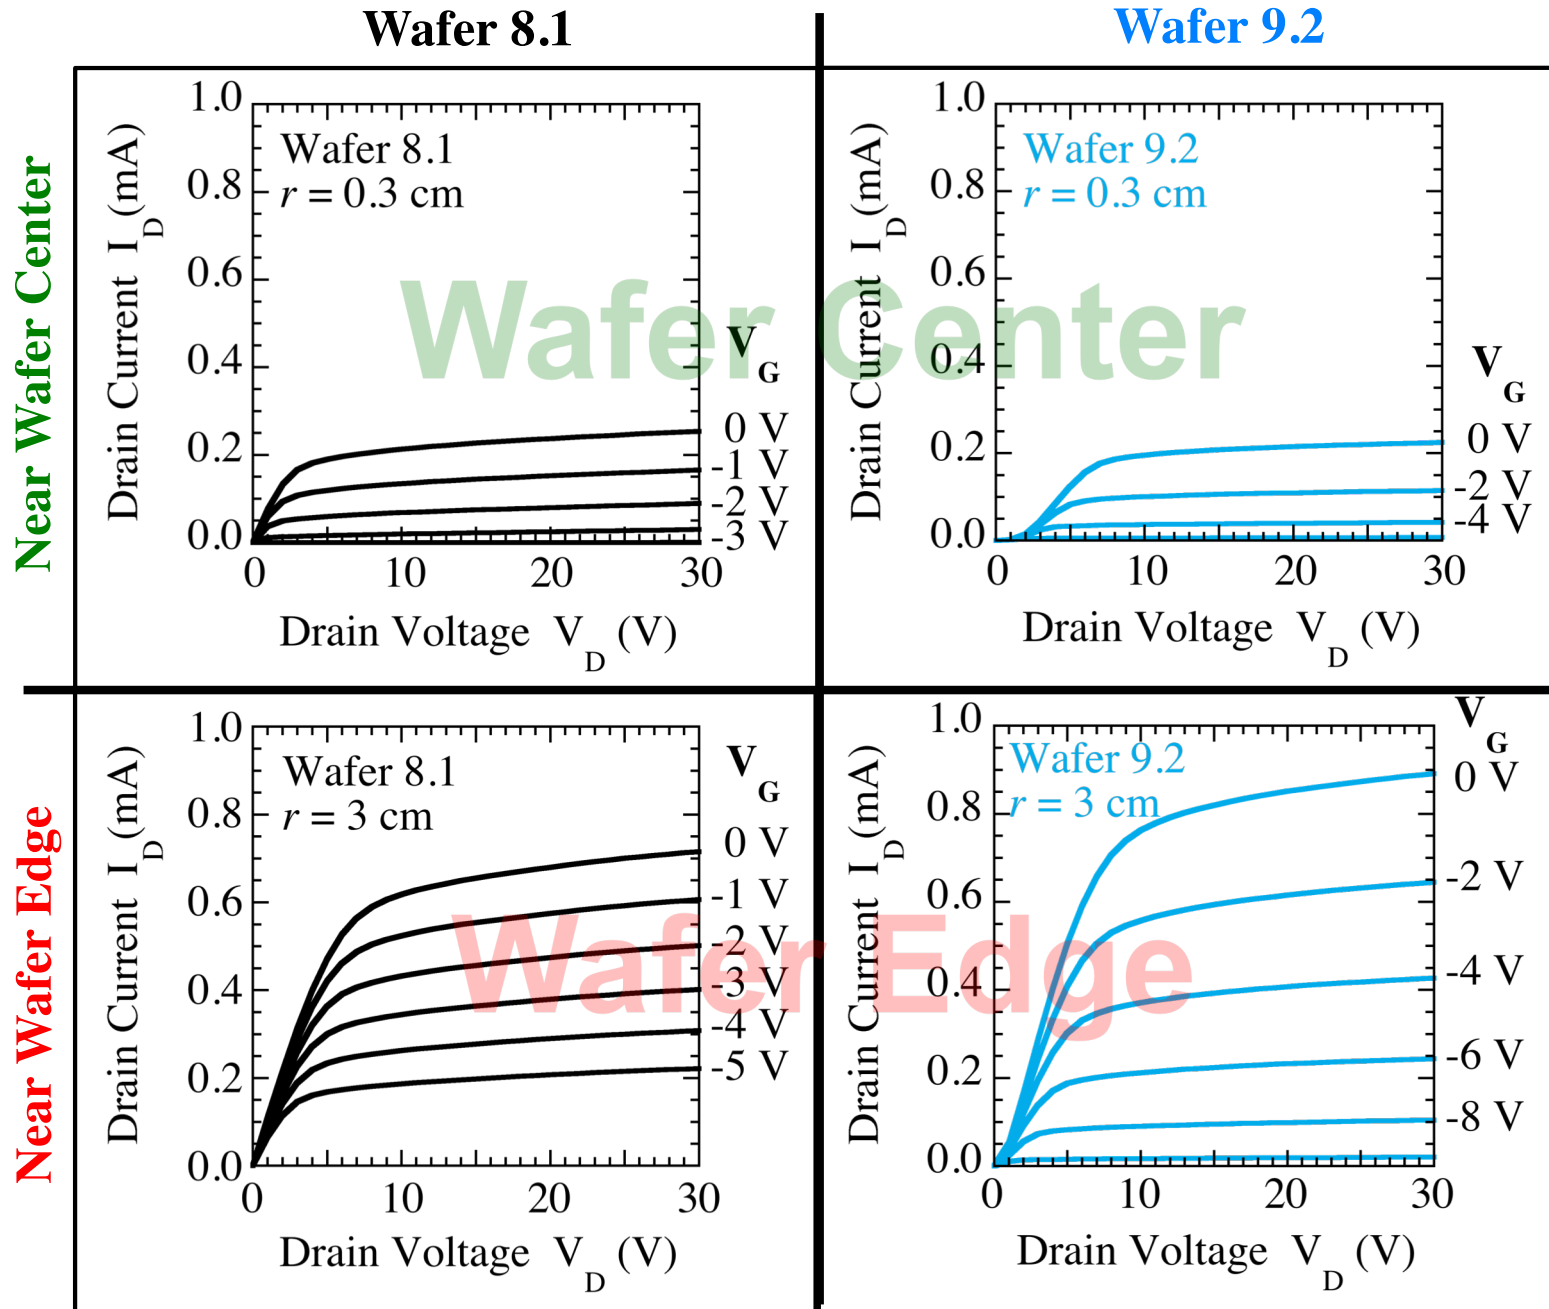 Wafer 8.1
Wafer 9.2
Near Wafer Center
Near Wafer Edge
Wafer Center
Wafer Edge
Drain Current I_D (mA)
1.0
0.8
0.6
0.4
0.2
0.0
Wafer 8.1
r = 0.3 cm
V_G
0 V
-1 V
-2 V
-3 V
0
10
20
30
Drain Voltage V_D (V)
Drain Current I_D (mA)
1.0
0.8
0.6
0.4
0.2
0.0
Wafer 9.2
r = 0.3 cm
V_G
0 V
-2 V
-4 V
0
10
20
30
Drain Voltage V_D (V)
Drain Current I_D (mA)
1.0
0.8
0.6
0.4
0.2
0.0
Wafer 8.1
r = 3 cm
V_G
0 V
-1 V
-2 V
-3 V
-4 V
-5 V
0
10
20
30
Drain Voltage V_D (V)
Drain Current I_D (mA)
1.0
0.8
0.6
0.4
0.2
0.0
Wafer 9.2
r = 3 cm
V_G
0 V
-2 V
-4 V
-6 V
-8 V
0
10
20
30
Drain Voltage V_D (V)